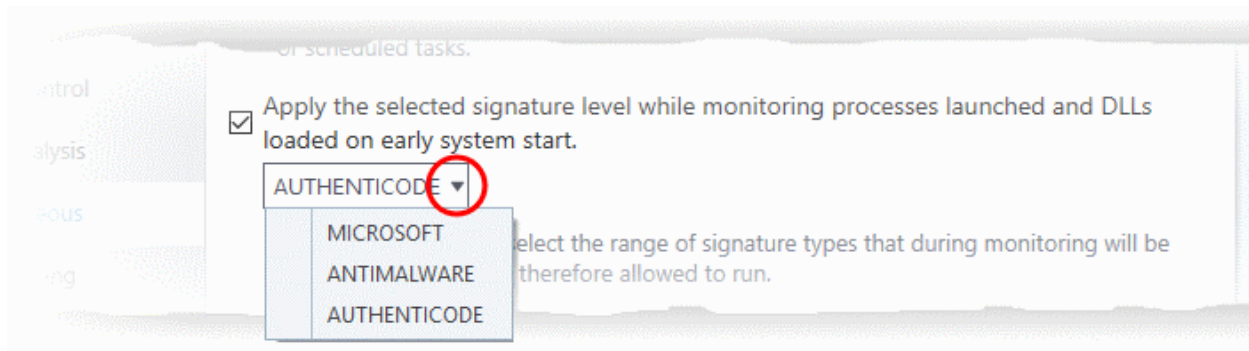 or scheduled tasks.
ntrol
Apply the selected signature level while monitoring processes launched and DLLs
loaded on early system start.
alysis
AUTHENTICODE
eous
MICROSOFT
elect the range of signature types that during monitoring will be
ng
ANTIMALWARE
therefore allowed to run.
AUTHENTICODE